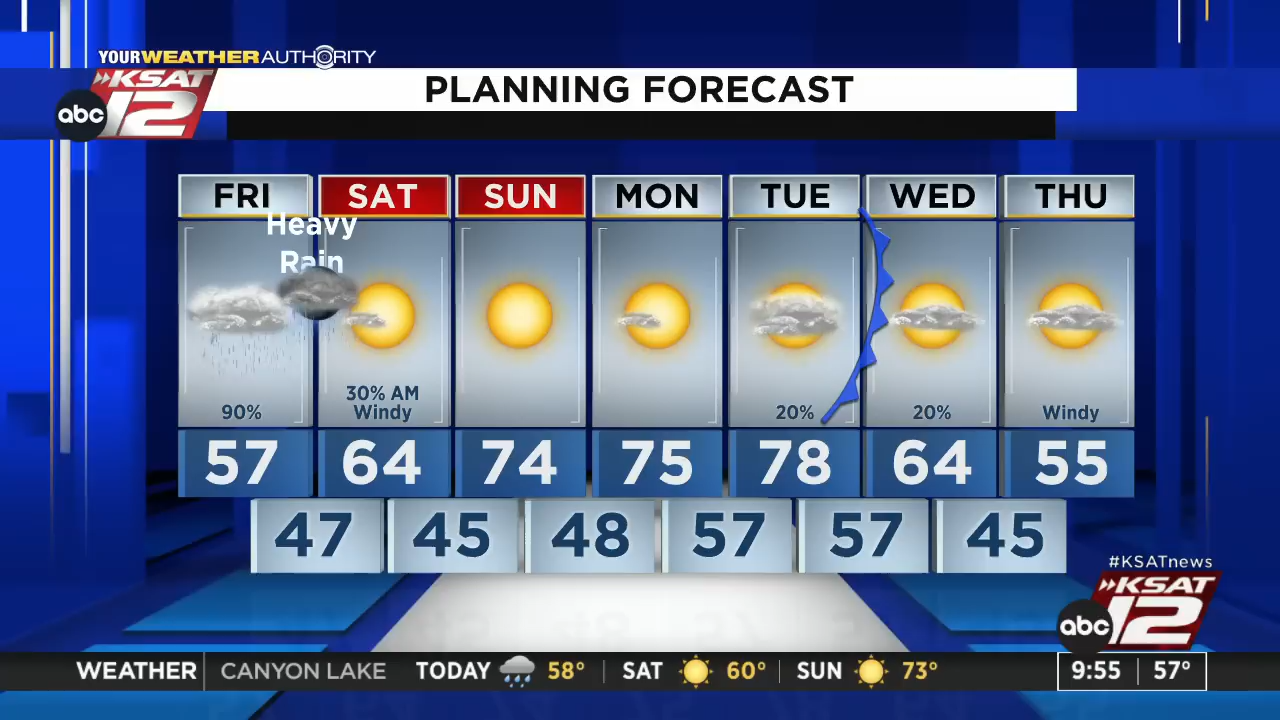 YOURWEATHERAUTHORITY
KSAT
abc 12
PLANNING FORECAST
FRI SAT SUN MON TUE WED THU
Heavy
Rain
30% AM
90% Windy 20% 20% Windy
57 64 74 75 78 64 55
47 45 48 57 57 45
#KSATnews
KSAT
abc 12
WEATHER CANYON LAKE TODAY 58° SAT 60° SUN 73° 9:55 57°